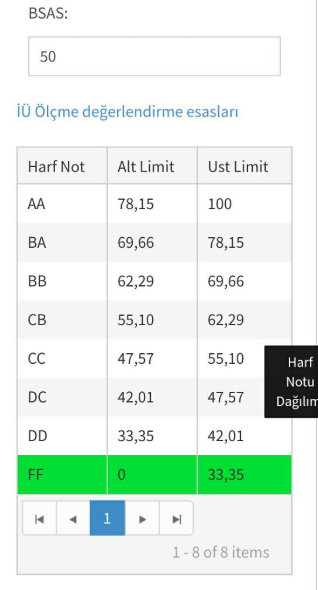 BSAS:
50
İÜ Ölçme değerlendirme esasları
Harf Not Alt Limit Ust Limit
AA 78,15 100
BA 69,66 78,15
BB 62,29 69,66
CB 55,10 62,29
CC 47,57 55,10
DC 42,01 47,57
DD 33,35 42,01
FF 0 33,35
Harf
Notu
Dağılım
1
1 - 8 of 8 items